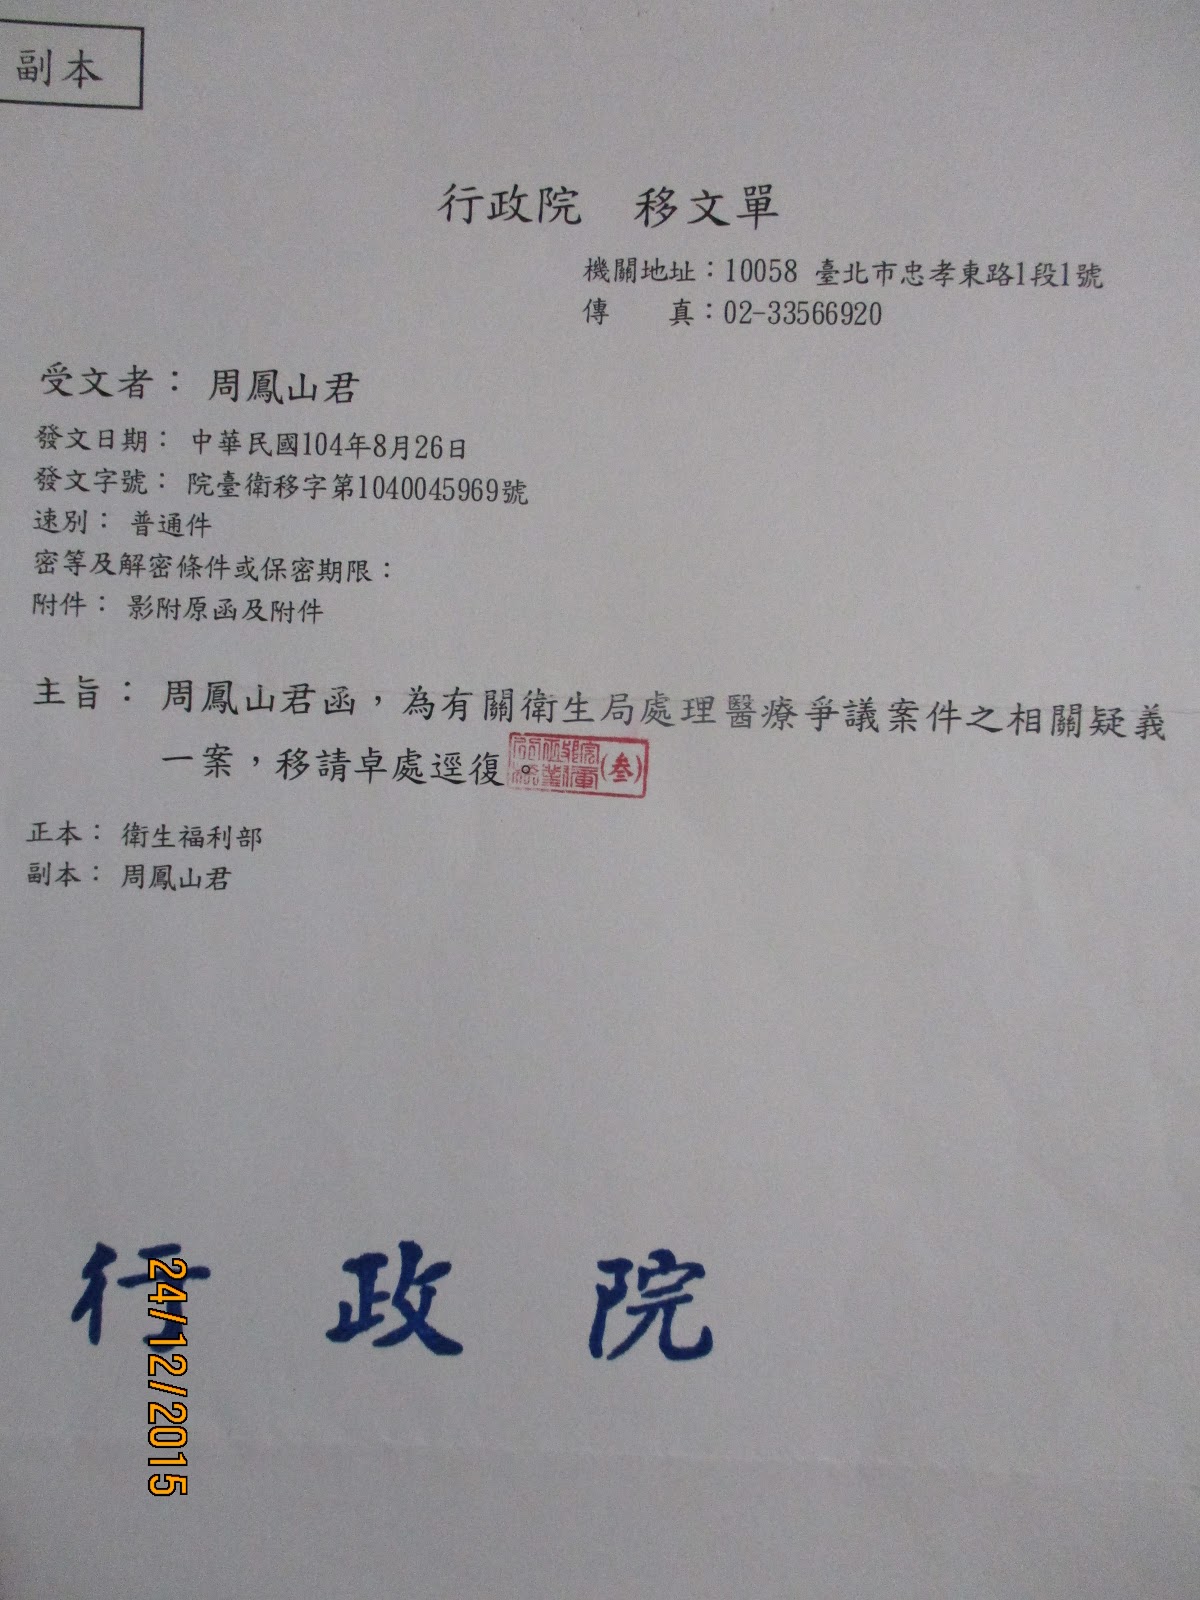 副本
行政院　移文單
機關地址：10058 臺北市忠孝東路1段1號
傳　　真：02-33566920
受文者： 周鳳山君
發文日期： 中華民國104年8月26日
發文字號： 院臺衛移字第1040045969號
速別： 普通件
密等及解密條件或保密期限：
附件： 影附原函及附件
主旨： 周鳳山君函，為有關衛生局處理醫療爭議案件之相關疑義
一案，移請卓處逕復。
(叁)
正本： 衛生福利部
副本： 周鳳山君
行政院
24/12/2015